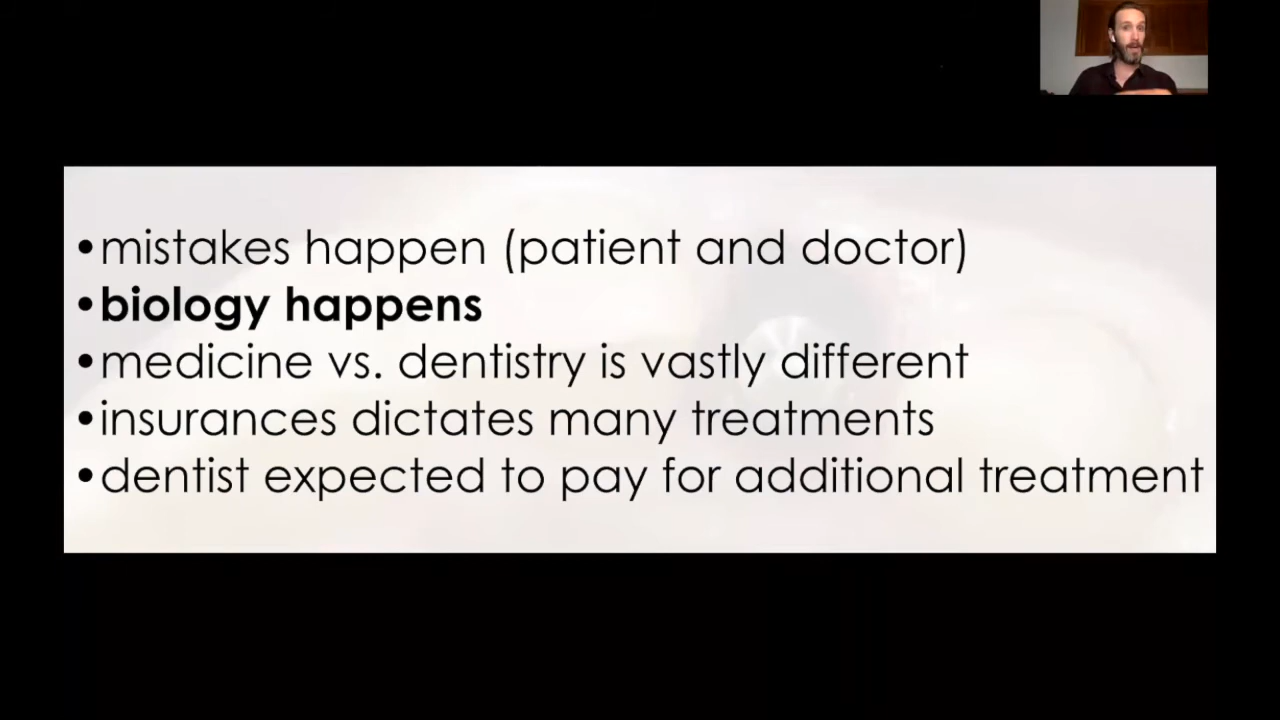 •mistakes happen (patient and doctor)
•biology happens
•medicine vs. dentistry is vastly different
•insurances dictates many treatments
•dentist expected to pay for additional treatment